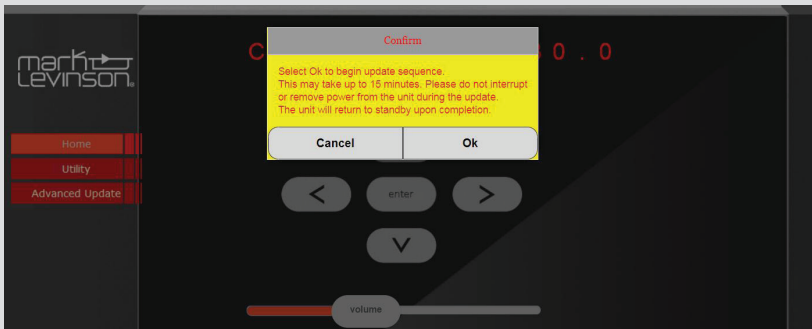 mark
Levinson®
C
0 . 0
Confirm
Select Ok to begin update sequence.
This may take up to 15 minutes. Please do not interrupt
or remove power from the unit during the update.
The unit will return to standby upon completion.
Cancel
Ok
Home
Utility
Advanced Update
<
enter
>
V
volume